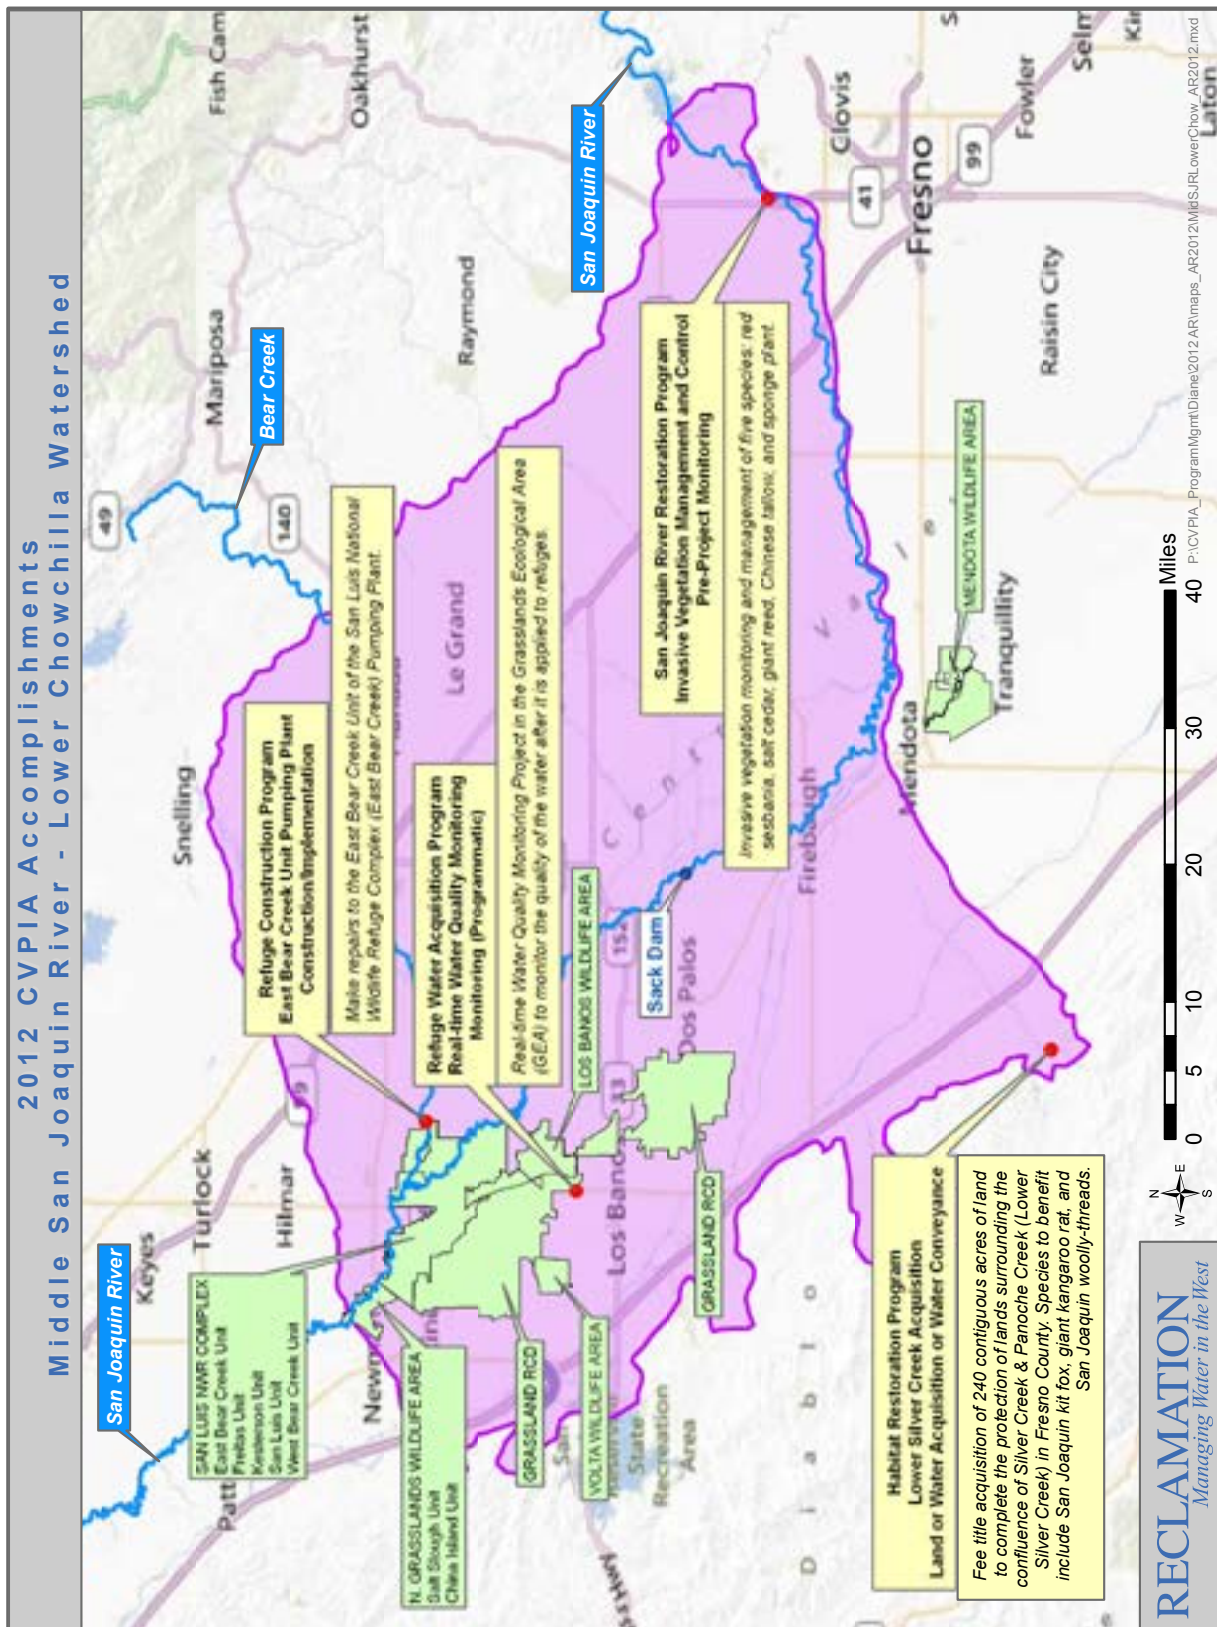 2012 CVPIA Accomplishments
Middle San Joaquin River - Lower Chowchilla Watershed
Fish Cam
Oakhurst
Mariposa
Raymond
Bear Creek
San Joaquin River
49
140
Snelling
Le Grand
Clovis
41
Fresno
99
Fowler
Selm
Kin
Laton
Raisin City
Refuge Construction Program
East Bear Creek Unit Pumping Plant
Construction/Implementation
Make repairs to the East Bear Creek Unit of the San Luis National
Wildlife Refuge Complex (East Bear Creek) Pumping Plant.
Refuge Water Acquisition Program
Real-time Water Quality Monitoring
Monitoring (Programmatic)
Real-time Water Quality Monitoring Project in the Grasslands Ecological Area
(GEA) to monitor the quality of the water after it is applied to refuges.
San Joaquin River Restoration Program
Invasive Vegetation Management and Control
Pre-Project Monitoring
Invasive vegetation monitoring and management of five species: red
sesbania, salt cedar, giant reed, Chinese tallow, and sponge plant.
LOS BANOS WILDLIFE AREA
152
Sack Dam
Dos Palos
Firebaugh
Mendota
MENDOTA WILDLIFE AREA
Tranquillity
Keyes
Turlock
Hilmar
San Joaquin River
Patt
SAN LUIS NWR COMPLEX
East Bear Creek Unit
Freitas Unit
Kesterson Unit
San Luis Unit
West Bear Creek Unit
Newm
N. GRASSLANDS WILDLIFE AREA
Salt Slough Unit
China Island Unit
GRASSLAND RCD
VOLTA WILDLIFE AREA
Los Banos
33
GRASSLAND RCD
San
State
Recreation
Area
Diablo
Habitat Restoration Program
Lower Silver Creek Acquisition
Land or Water Acquisition or Water Conveyance
Fee title acquisition of 240 contiguous acres of land
to complete the protection of lands surrounding the
confluence of Silver Creek & Panoche Creek (Lower
Silver Creek) in Fresno County. Species to benefit
include San Joaquin kit fox, giant kangaroo rat, and
San Joaquin woolly-threads.
N
W E
S
0 5 10 20 30 40 Miles
RECLAMATION
Managing Water in the West
P:\CVPIA_ProgramMgmt\Diane\2012 AR\maps_AR2012\MidSJRLowerChow_AR2012.mxd